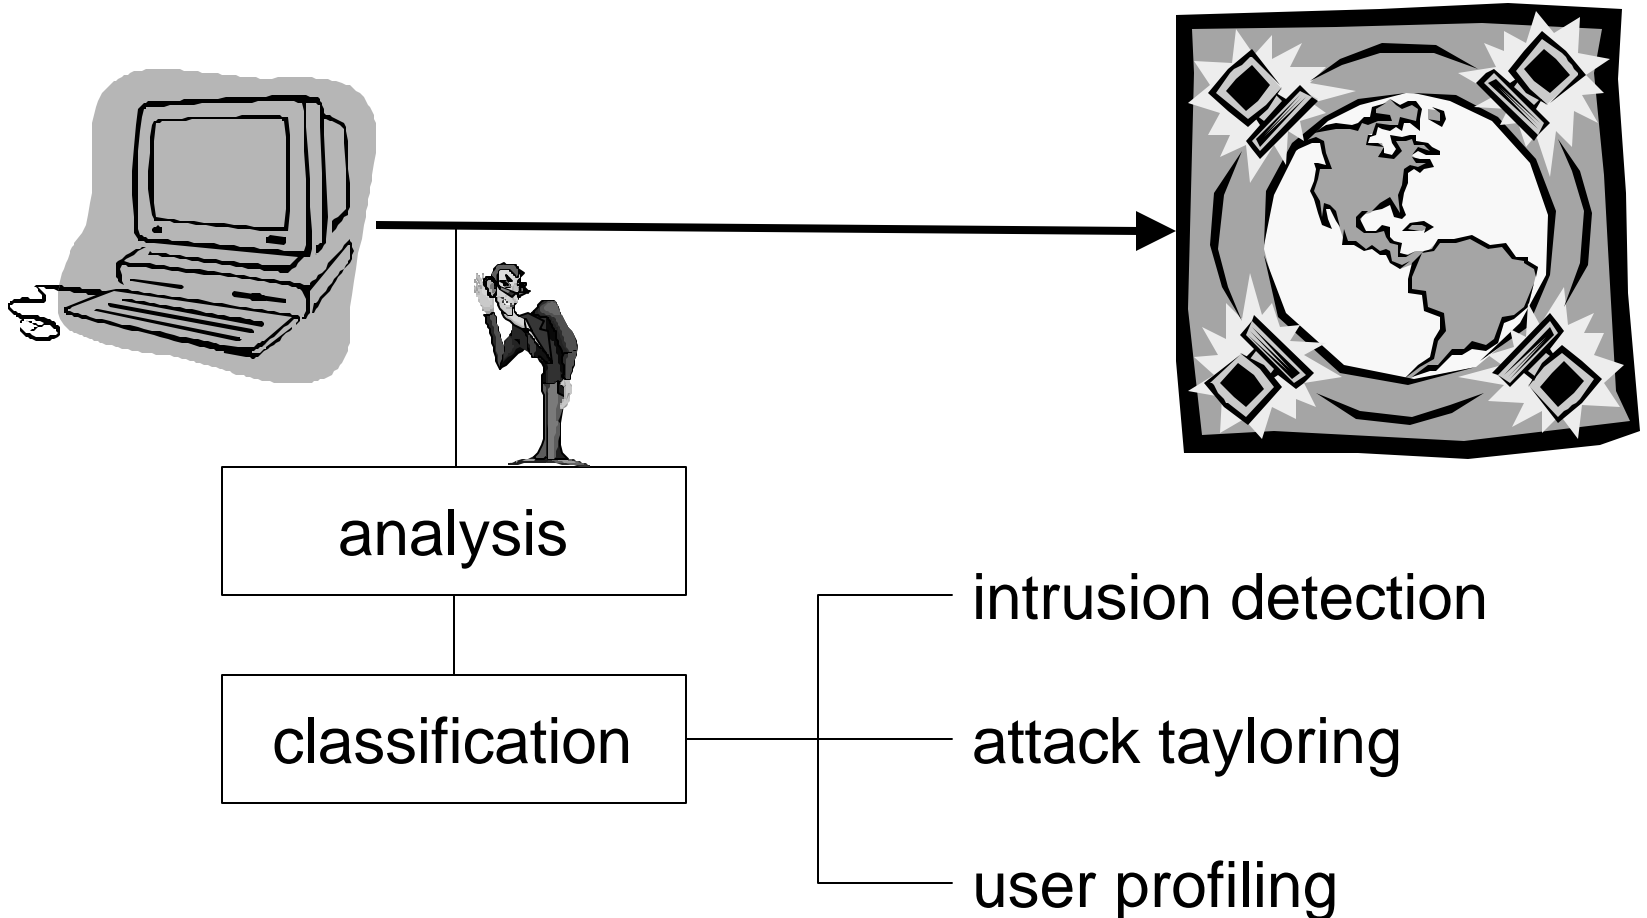 analysis
intrusion detection
classification
attack tayloring
user profiling